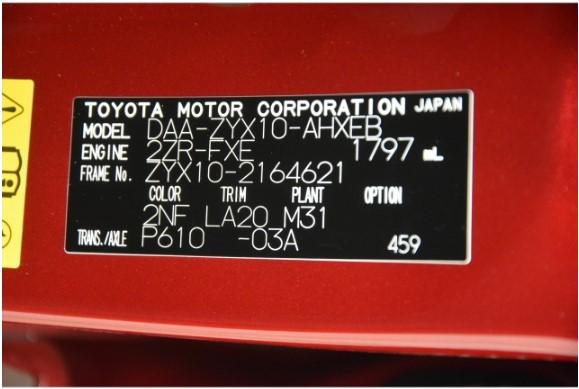 TOYOTA MOTOR CORPORATION JAPAN
MODEL DAA-ZYX10-AHXEB
ENGINE 2ZR-FXE 1797 mL
FRAME No. ZYX10-2164621
COLOR TRIM PLANT OPTION
2NF LA20 M31
TRANS./AXLE P610 -03A 459